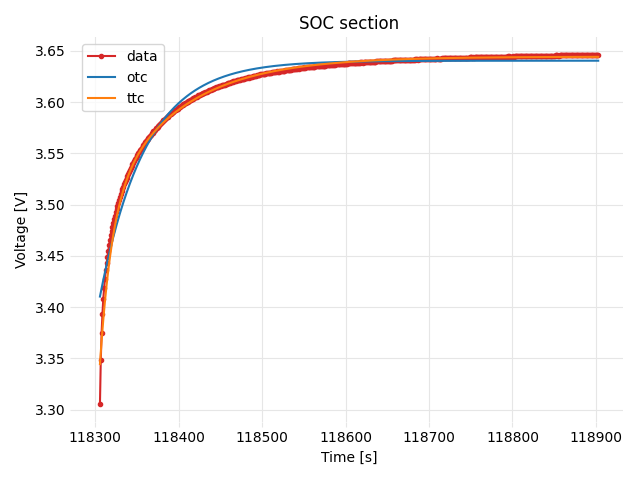 SOC section
data
otc
ttc
Voltage [V]
3.65
3.60
3.55
3.50
3.45
3.40
3.35
3.30
118300 118400 118500 118600 118700 118800 118900
Time [s]